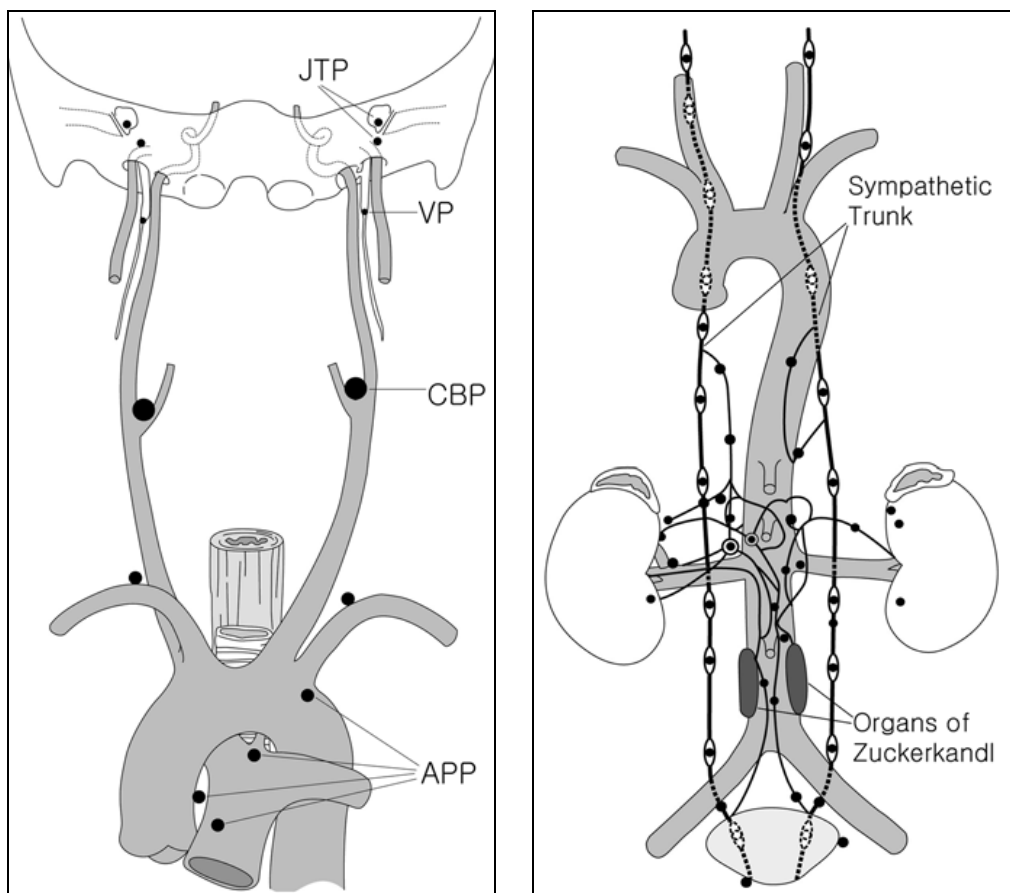 JTP
VP
CBP
APP
Sympathetic
Trunk
Organs of
Zuckerkandl